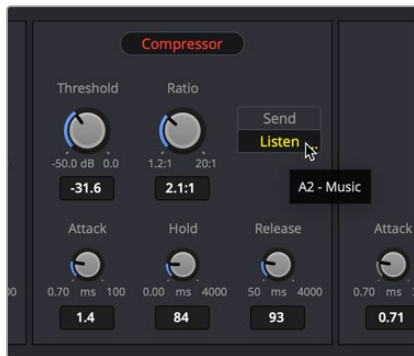 Compressor
Threshold Ratio
Send
Listen ...
-50.0 dB 0.0 1.2:1 20:1
-31.6 2.1:1
A2 - Music
Attack Hold Release Attack
00 0.70 ms 100 0.00 ms 4000 50 ms 4000 0.70 ms
1.4 84 93 0.71